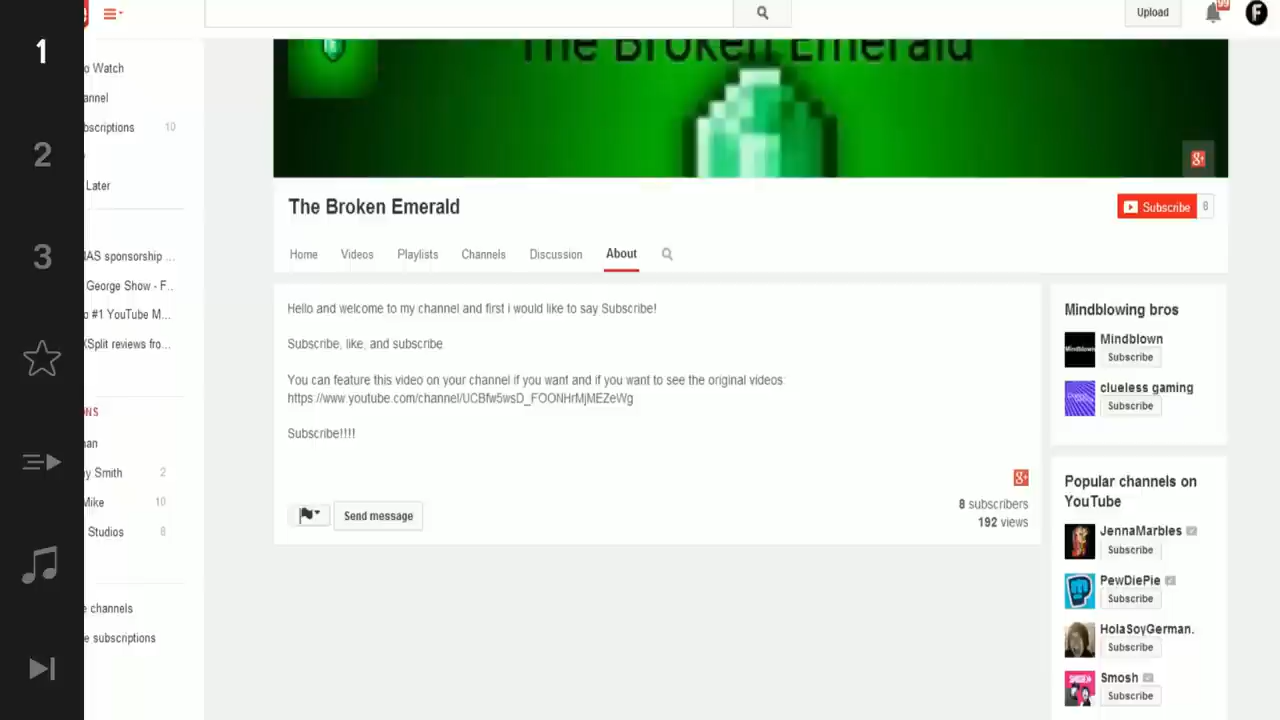 1
2
3
Upload
99
F
o Watch
annel
bscriptions 10
Later
AS sponsorship ...
George Show - F..
o #1 YouTube M...
XSplit reviews fro...
NS
an
y Smith 2
Mike 10
Studios 8
e channels
e subscriptions
The Broken Emerald
The Broken Emerald
Subscribe 8
Home Videos Playlists Channels Discussion About
Hello and welcome to my channel and first i would like to say Subscribe!
Subscribe, like, and subscribe
You can feature this video on your channel if you want and if you want to see the original videos:
https://www.youtube.com/channel/UCBfw5wsD_FOONHrMjMEZeWg
Subscribe!!!!
g+
Send message
8 subscribers
192 views
Mindblowing bros
Mindblown
Mindblown
Subscribe
clueless gaming
Subscribe
Popular channels on
YouTube
JennaMarbles
Subscribe
PewDiePie
Subscribe
HolaSoyGerman.
Subscribe
Smosh
Subscribe